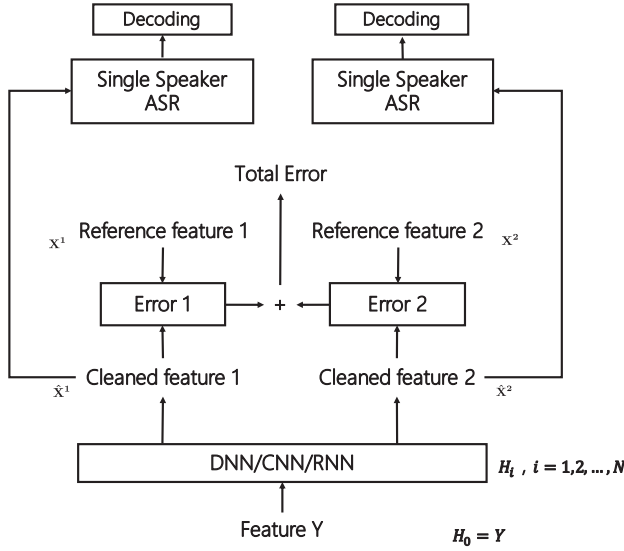 Decoding
Decoding
Single Speaker
ASR
Single Speaker
ASR
Total Error
Reference feature 1
Reference feature 2
x¹
x²
Error 1
+
Error 2
Cleaned feature 1
Cleaned feature 2
x̂¹
x̂²
DNN/CNN/RNN
Hᵢ , i = 1,2, ..., N
Feature Y
H₀ = Y